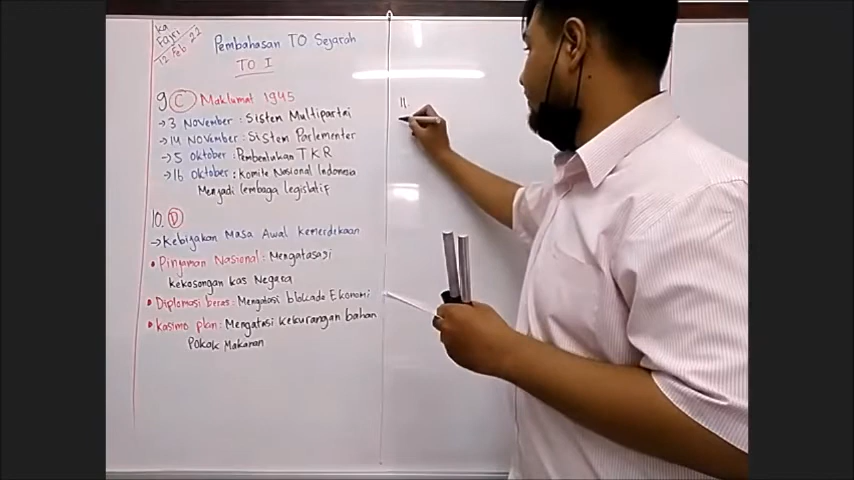 Ka
Fajri
12 Feb 22
Pembahasan TO Sejarah
TO I
9 C Maklumat 1945
→ 3 November : Sistem Multipartai
→ 14 November : Sistem Parlementer
→ 5 Oktober : Pembentukan TKR
→ 16 Oktober : Komite Nasional Indonesia
Menjadi lembaga legislatif
10. D
→ Kebijakan Masa Awal Kemerdekaan
• Pinjaman Nasional : Mengatasi
kekosongan kas Negara
• Diplomasi beras : Mengatasi blokade Ekonomi
• Kasimo plan : Mengatasi kekurangan bahan
Pokok Makanan
11.